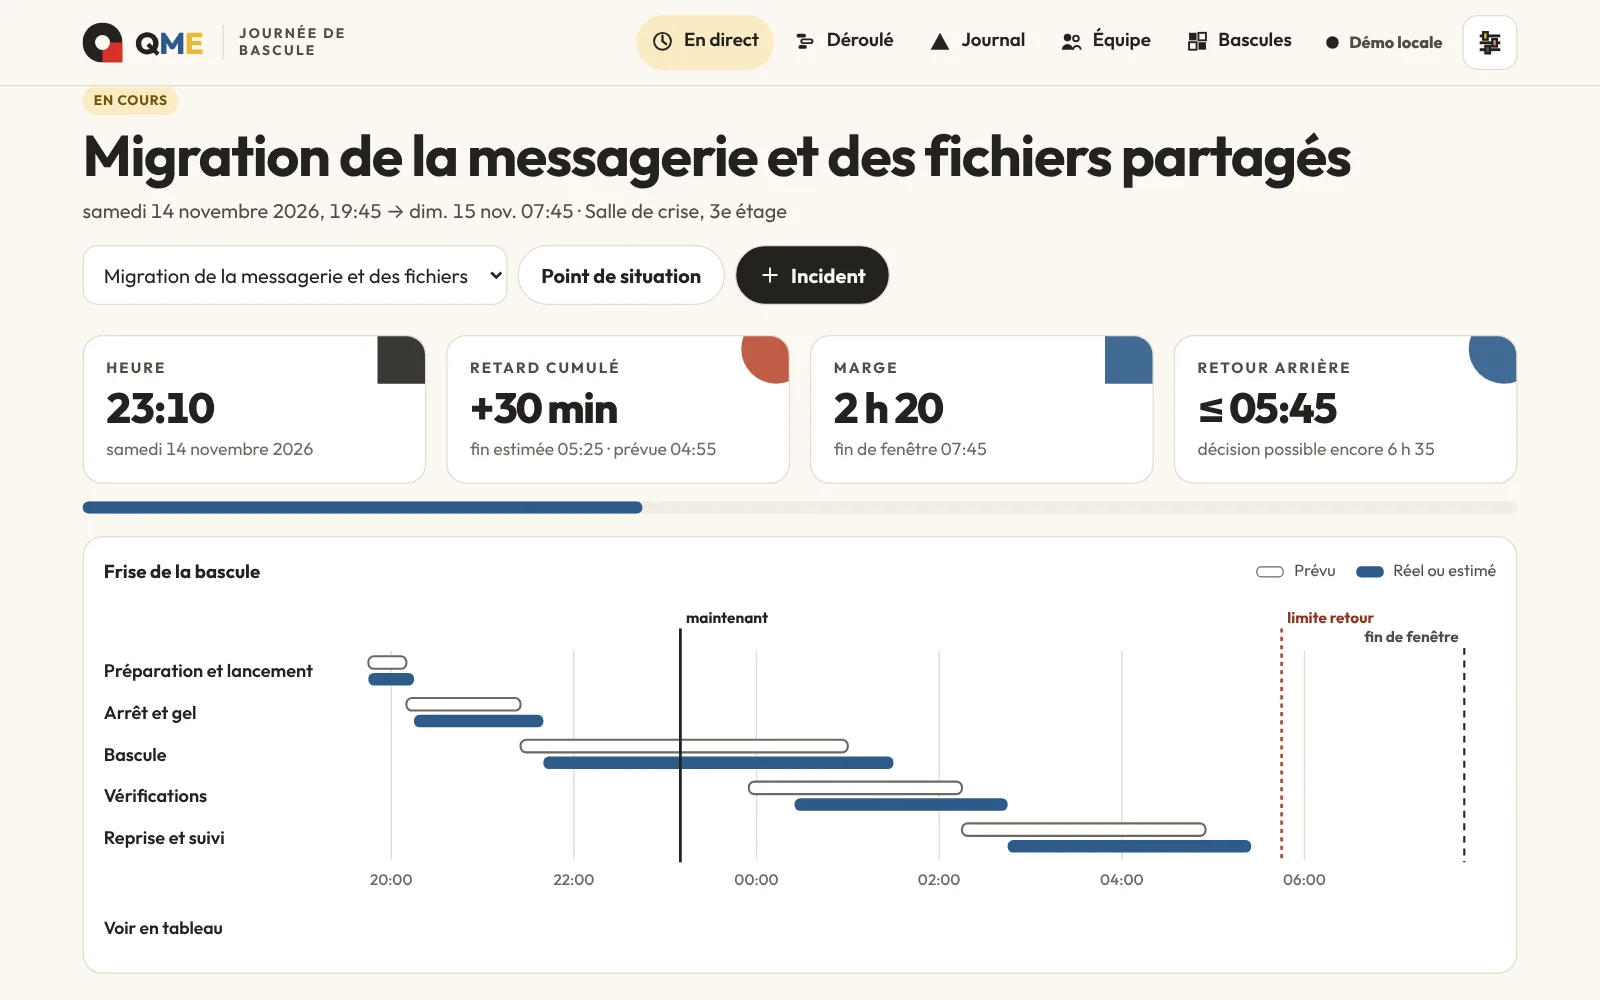 QME
JOURNÉE DE
BASCULE
En direct
Déroulé
Journal
Équipe
Bascules
Démo locale
EN COURS
Migration de la messagerie et des fichiers partagés
samedi 14 novembre 2026, 19:45 → dim. 15 nov. 07:45 · Salle de crise, 3e étage
Migration de la messagerie et des fichiers
Point de situation
+ Incident
HEURE
23:10
samedi 14 novembre 2026
RETARD CUMULÉ
+30 min
fin estimée 05:25 · prévue 04:55
MARGE
2 h 20
fin de fenêtre 07:45
RETOUR ARRIÈRE
≤ 05:45
décision possible encore 6 h 35
Frise de la bascule
Prévu
Réel ou estimé
maintenant
limite retour
fin de fenêtre
Préparation et lancement
Arrêt et gel
Bascule
Vérifications
Reprise et suivi
20:00
22:00
00:00
02:00
04:00
06:00
Voir en tableau